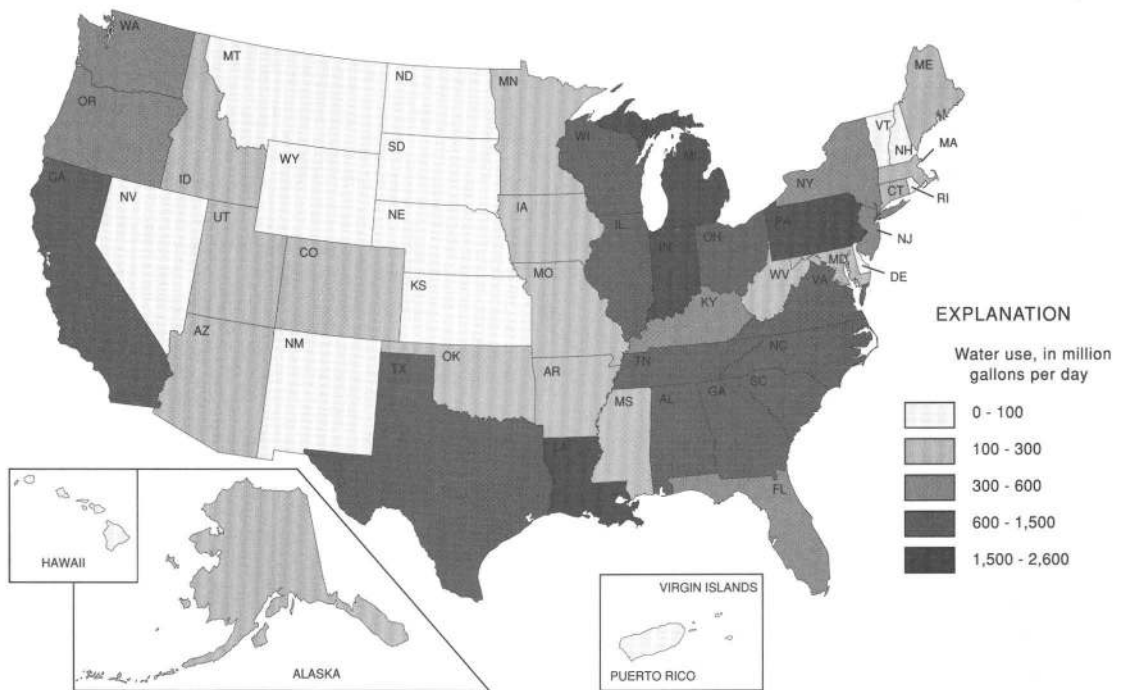 WA
MT
ND
MN
ME
OR
VT
NH
MA
ID
SD
WI
MI
WY
NY
CT
RI
CA
NV
NE
IA
PA
NJ
UT
IL
IN
OH
CO
MO
MD
DE
WV
VA
KS
KY
AZ
NM
OK
TN
NC
TX
AR
SC
MS
AL
GA
LA
FL
HAWAII
ALASKA
VIRGIN ISLANDS
PUERTO RICO
EXPLANATION
Water use, in million
gallons per day
0 - 100
100 - 300
300 - 600
600 - 1,500
1,500 - 2,600